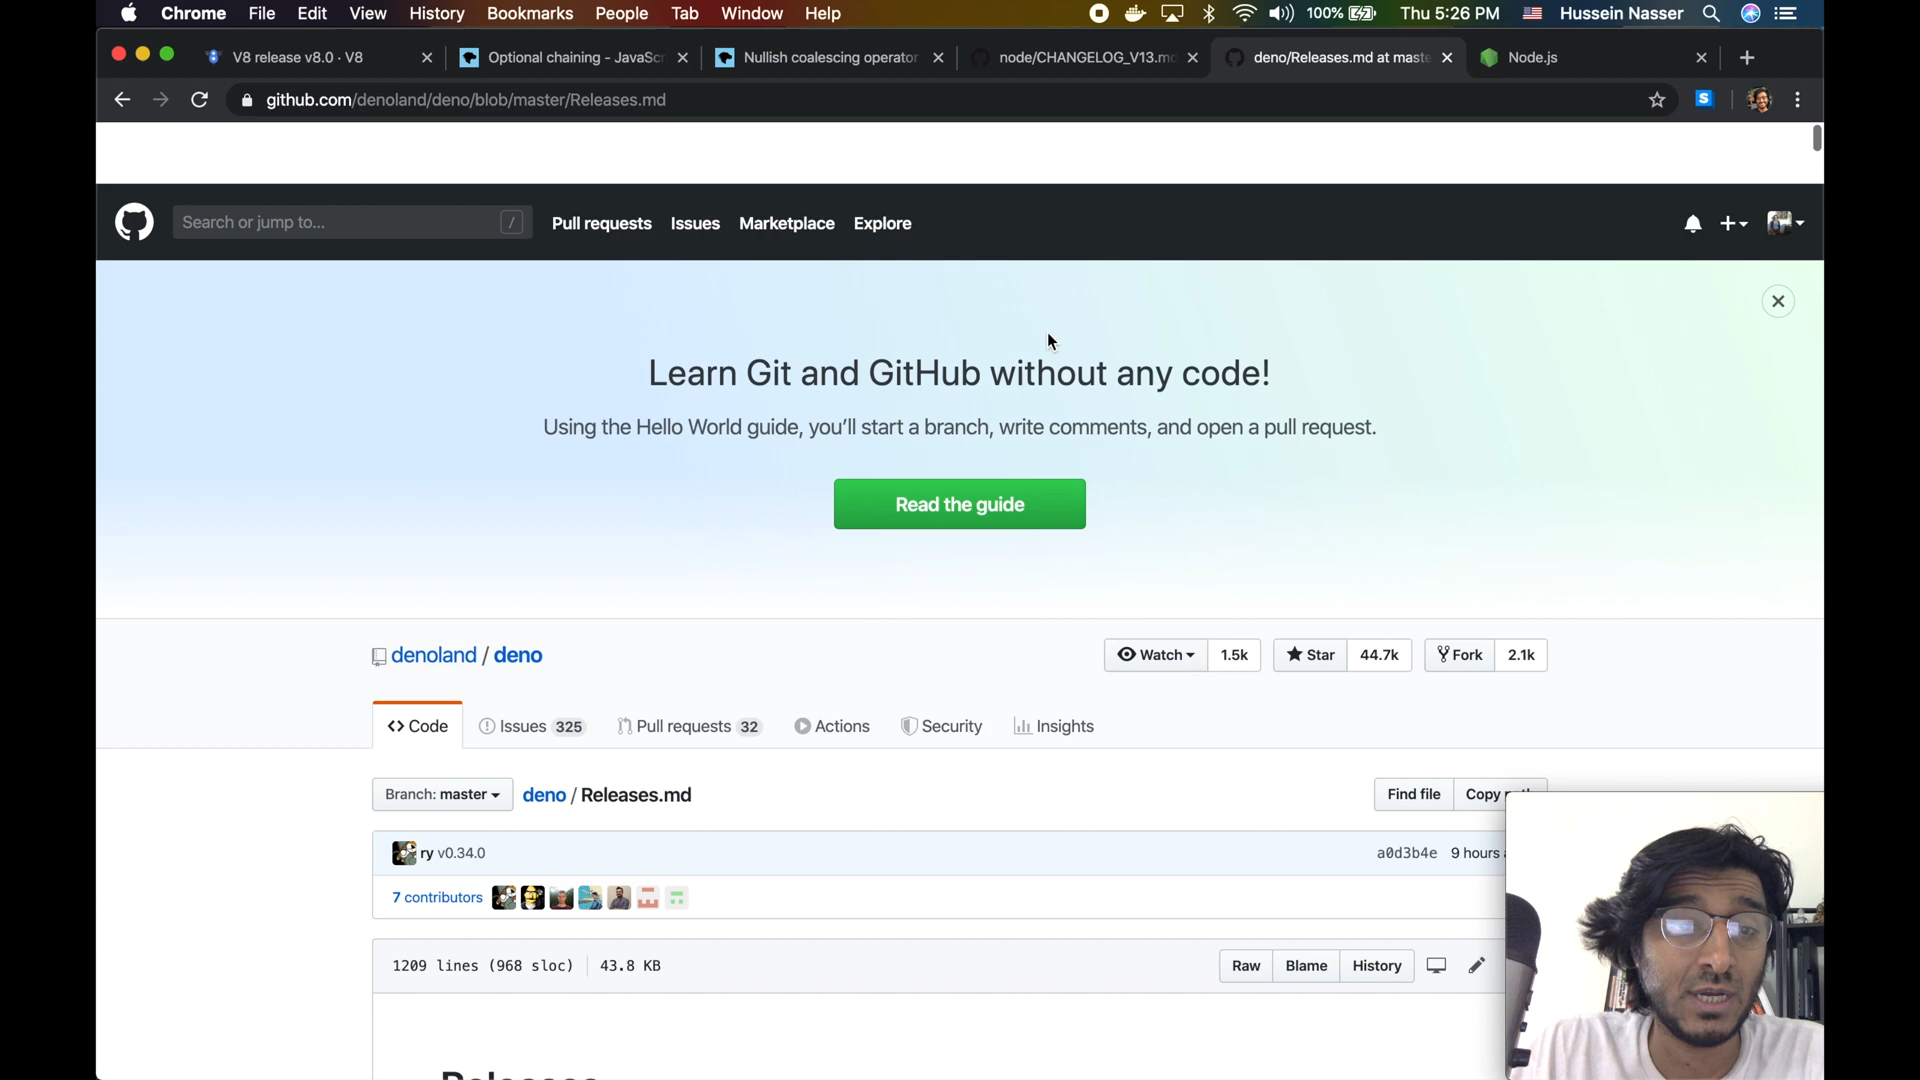 Chrome File Edit View History Bookmarks People Tab Window Help 100% Thu 5:26 PM Hussein Nasser
V8 release v8.0 · V8 Optional chaining - JavaScr Nullish coalescing operator node/CHANGELOG_V13.md deno/Releases.md at maste Node.js
github.com/denoland/deno/blob/master/Releases.md S
Search or jump to... / Pull requests Issues Marketplace Explore
Learn Git and GitHub without any code!
Using the Hello World guide, you’ll start a branch, write comments, and open a pull request.
Read the guide
denoland / deno Watch 1.5k Star 44.7k Fork 2.1k
Code Issues 325 Pull requests 32 Actions Security Insights
Branch: master deno / Releases.md Find file Copy
ry v0.34.0 a0d3b4e 9 hours
7 contributors
1209 lines (968 sloc) 43.8 KB Raw Blame History
Releases